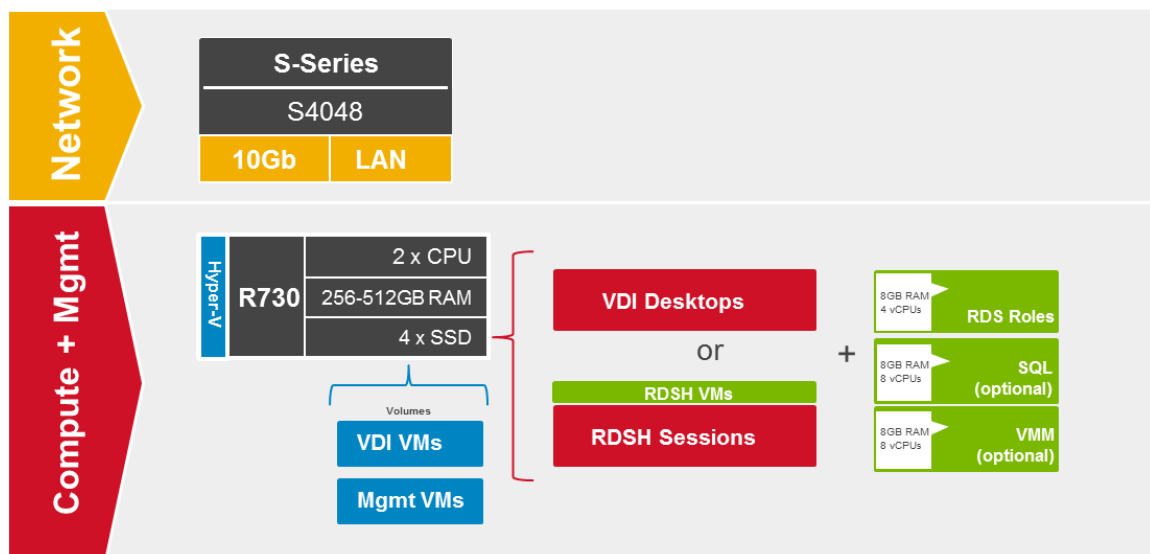 Network
S-Series
S4048
10Gb
LAN
Compute + Mgmt
Hyper-V
R730
2 x CPU
256-512GB RAM
4 x SSD
Volumes
VDI VMs
Mgmt VMs
VDI Desktops
or
RDSH VMs
RDSH Sessions
+
8GB RAM
4 vCPUs
RDS Roles
8GB RAM
8 vCPUs
SQL
(optional)
8GB RAM
8 vCPUs
VMM
(optional)